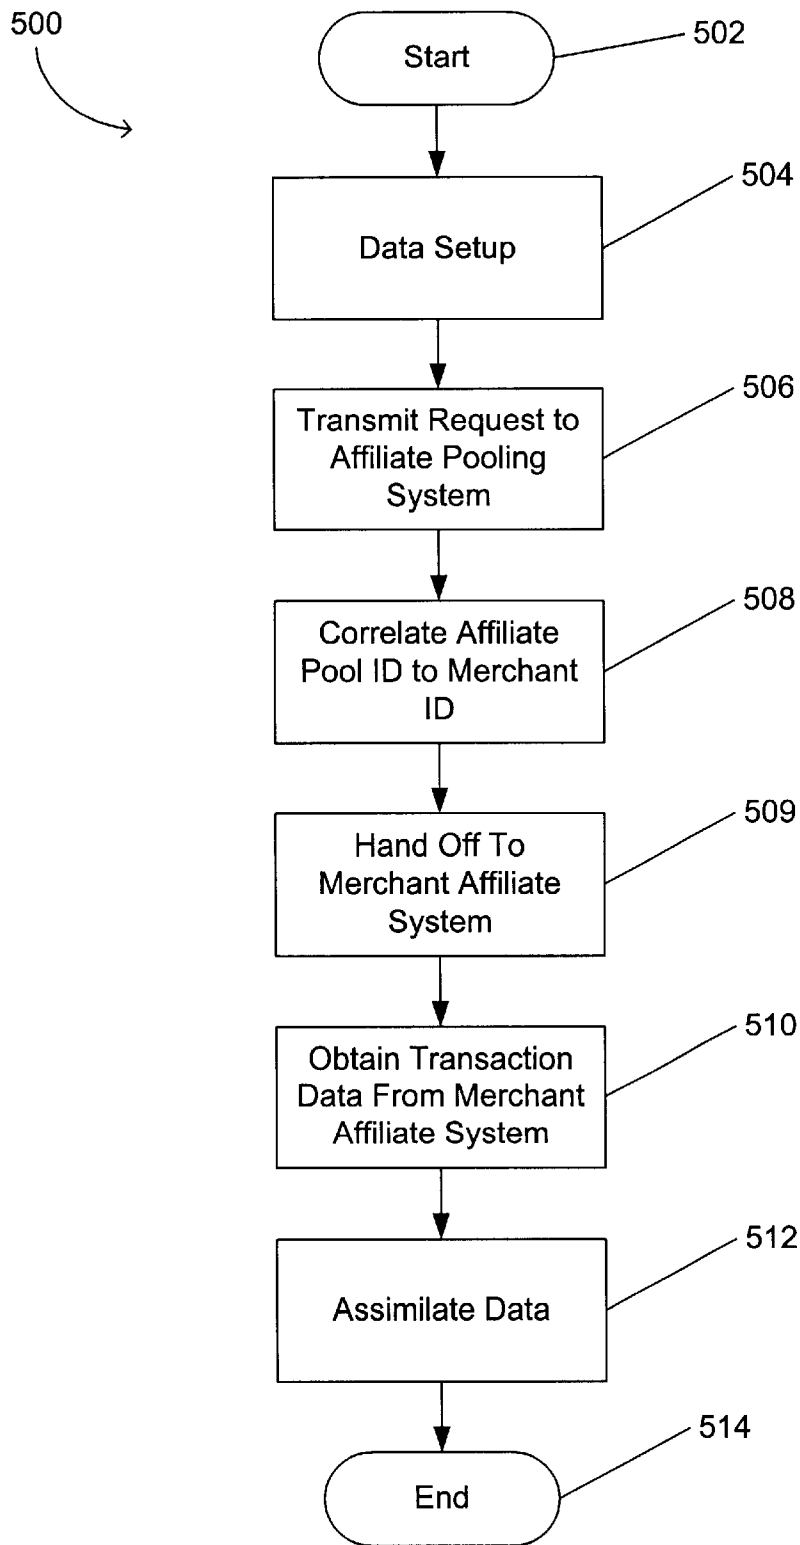 500
Start
502
504
Data Setup
506
Transmit Request to
Affiliate Pooling
System
508
Correlate Affiliate
Pool ID to Merchant
ID
509
Hand Off To
Merchant Affiliate
System
510
Obtain Transaction
Data From Merchant
Affiliate System
512
Assimilate Data
514
End